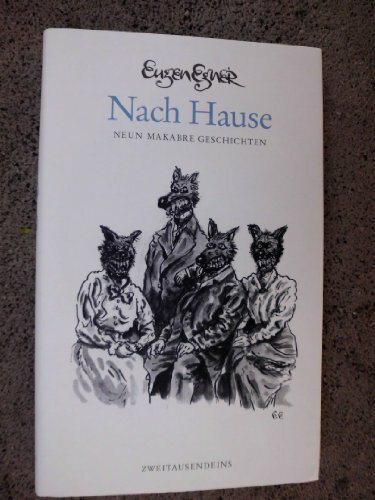 Eugen Egner
Nach Hause
NEUN MAKABRE GESCHICHTEN
E.E.
ZWEITAUSENDEINS